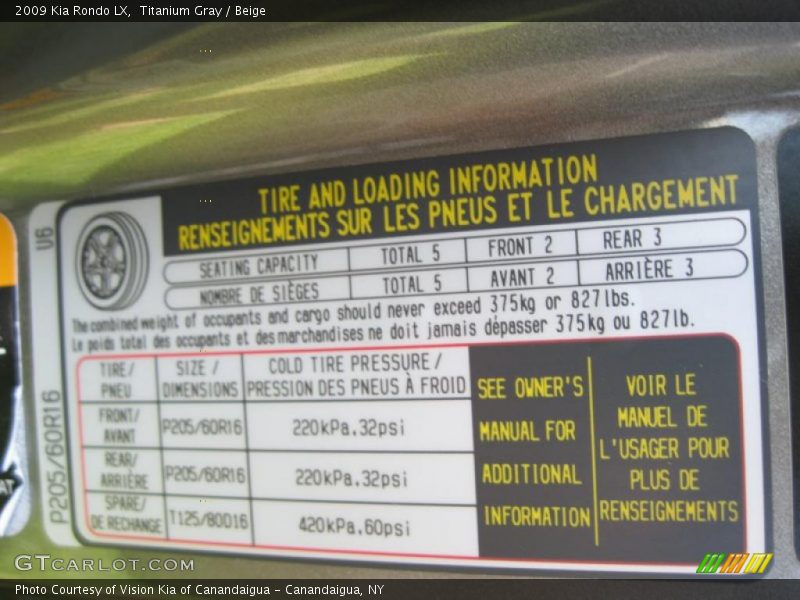 2009 Kia Rondo LX,  Titanium Gray / Beige
TIRE AND LOADING INFORMATION
RENSEIGNEMENTS SUR LES PNEUS ET LE CHARGEMENT
SEATING CAPACITY TOTAL 5 FRONT 2 REAR 3
NOMBRE DE SIÈGES TOTAL 5 AVANT 2 ARRIÈRE 3
The combined weight of occupants and cargo should never exceed 375kg or 827lbs.
Le poids total des occupants et des marchandises ne doit jamais dépasser 375kg ou 827lb.
TIRE/ SIZE / COLD TIRE PRESSURE/
PNEU DIMENSIONS PRESSION DES PNEUS À FROID
FRONT/
AVANT P205/60R16 220kPa.32psi
REAR/
ARRIÈRE P205/60R16 220kPa.32psi
SPARE/
DE RECHANGE T125/80D16 420kPa.60psi
SEE OWNER'S
MANUAL FOR
ADDITIONAL
INFORMATION
VOIR LE
MANUEL DE
L'USAGER POUR
PLUS DE
RENSEIGNEMENTS
U6
P205/60R16
GTCARLOT.COM
Photo Courtesy of Vision Kia of Canandaigua - Canandaigua, NY